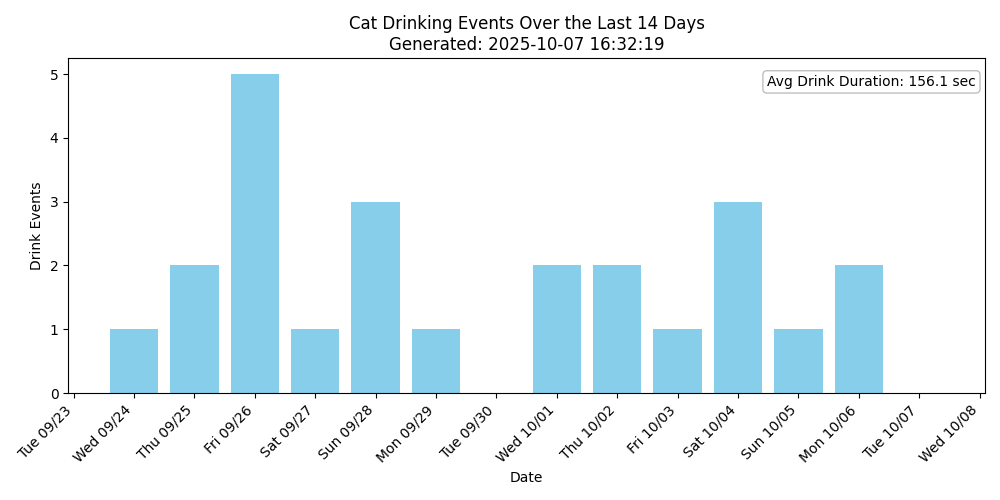 Cat Drinking Events Over the Last 14 Days
Generated: 2025-10-07 16:32:19
Avg Drink Duration: 156.1 sec
Drink Events
5
4
3
2
1
0
Tue 09/23
Wed 09/24
Thu 09/25
Fri 09/26
Sat 09/27
Sun 09/28
Mon 09/29
Tue 09/30
Wed 10/01
Thu 10/02
Fri 10/03
Sat 10/04
Sun 10/05
Mon 10/06
Tue 10/07
Wed 10/08
Date